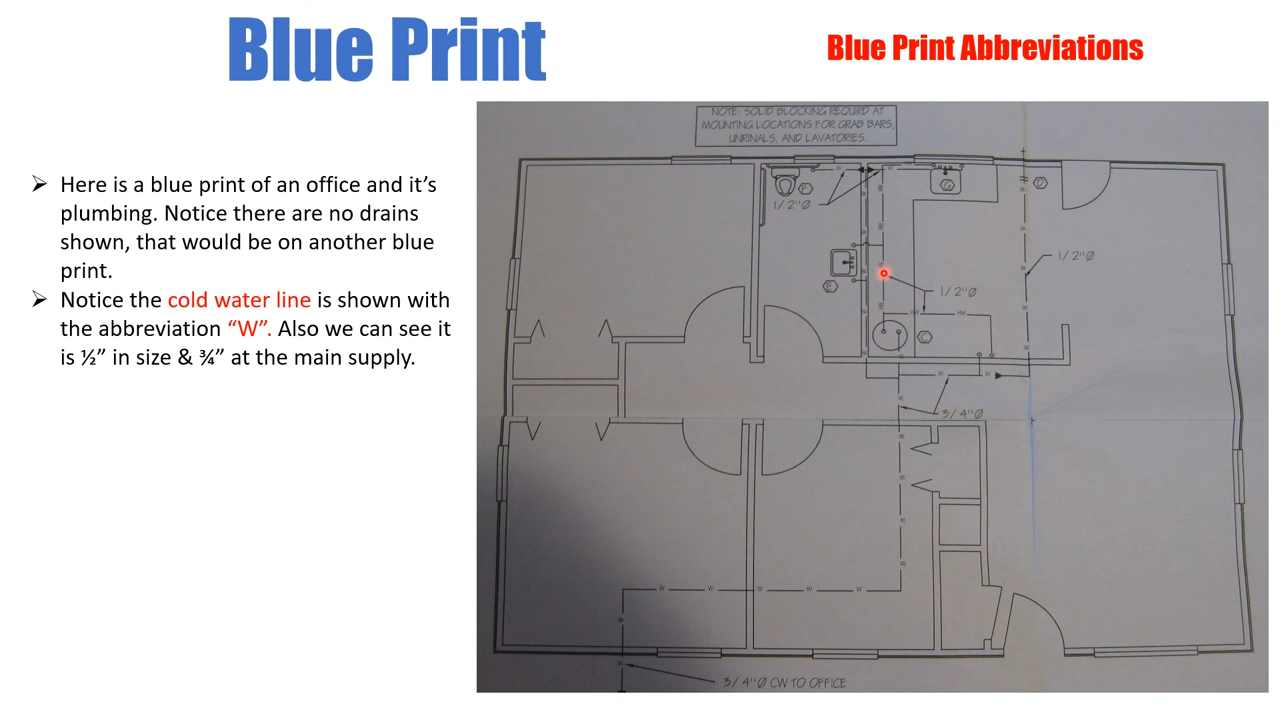 Blue Print
Blue Print Abbreviations
➢ Here is a blue print of an office and it’s
plumbing. Notice there are no drains
shown, that would be on another blue
print.
➢ Notice the cold water line is shown with
the abbreviation “W”. Also we can see it
is ½” in size & ¾” at the main supply.
NOTE: SOLID BLOCKING REQUIRD AT
MOUNTING LOCATIONS FOR GRAB BARS,
URINALS, AND LAVATORIES.
1/2"Ø
1/2"Ø
1/2"Ø
3/4"Ø
W
W
W
W
W
W
W
3/4"Ø CW TO OFFICE